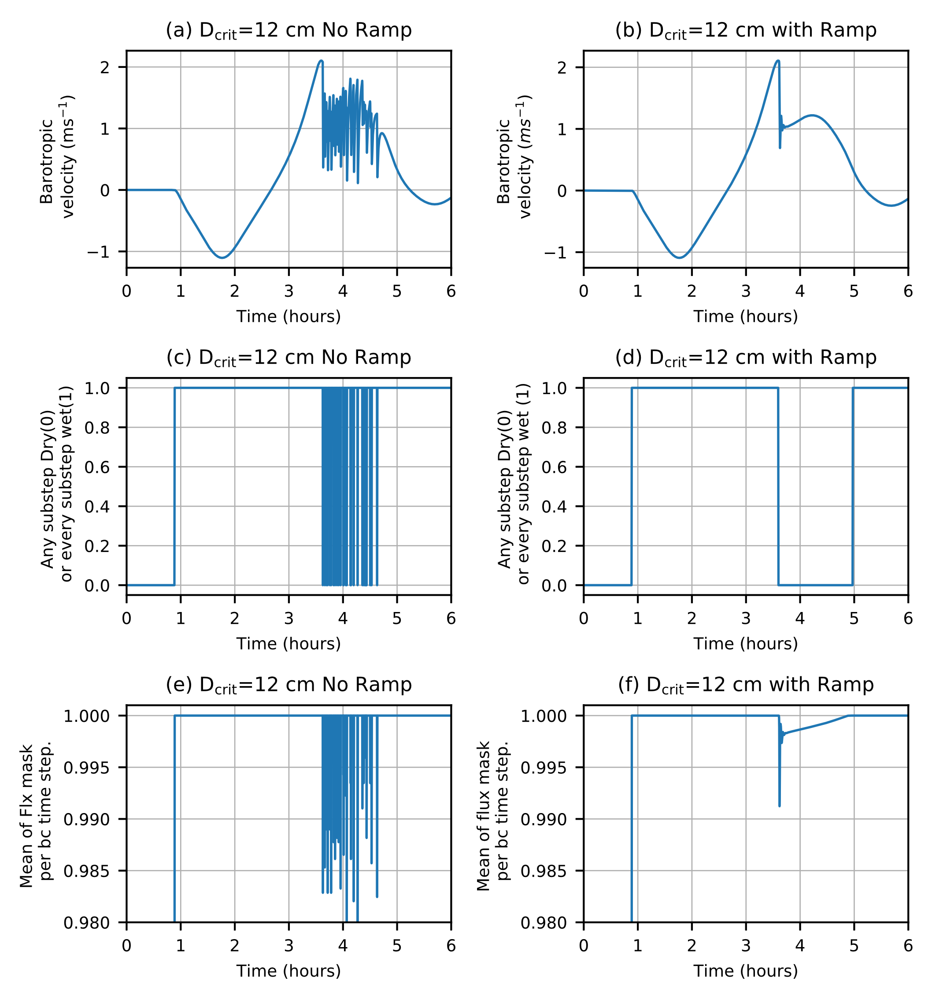 (a) Dcrit=12 cm No Ramp
Barotropic
velocity (ms−1)
2
1
0
−1
0 1 2 3 4 5 6
Time (hours)
(b) Dcrit=12 cm with Ramp
Barotropic
velocity (ms−1)
2
1
0
−1
0 1 2 3 4 5 6
Time (hours)
(c) Dcrit=12 cm No Ramp
Any substep Dry(0)
or every substep wet(1)
1.0
0.8
0.6
0.4
0.2
0.0
0 1 2 3 4 5 6
Time (hours)
(d) Dcrit=12 cm with Ramp
Any substep Dry(0)
or every substep wet (1)
1.0
0.8
0.6
0.4
0.2
0.0
0 1 2 3 4 5 6
Time (hours)
(e) Dcrit=12 cm No Ramp
Mean of Flx mask
per bc time step.
1.000
0.995
0.990
0.985
0.980
0 1 2 3 4 5 6
Time (hours)
(f) Dcrit=12 cm with Ramp
Mean of flux mask
per bc time step.
1.000
0.995
0.990
0.985
0.980
0 1 2 3 4 5 6
Time (hours)